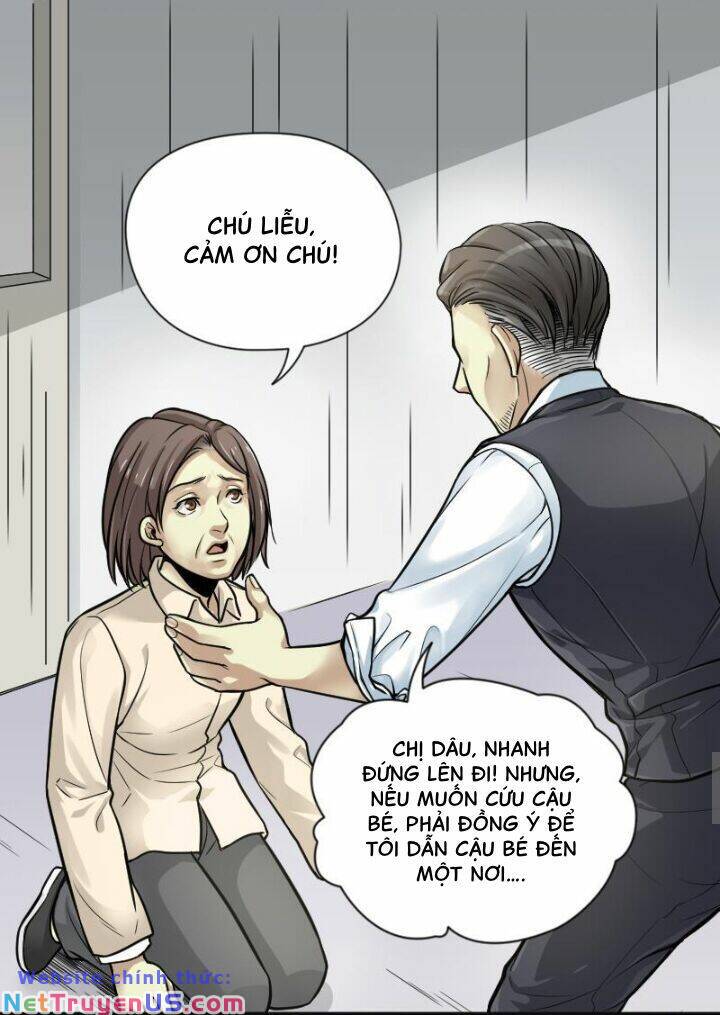 CHÚ LIỄU,
CẢM ƠN CHÚ!
CHỊ DÂU, NHANH
ĐỨNG LÊN ĐI! NHƯNG,
NẾU MUỐN CỨU CẬU
BÉ, PHẢI ĐỒNG Ý ĐỂ
TÔI DẪN CẬU BÉ ĐẾN
MỘT NƠI....
Website chính thức:
NetTruyenUS.com